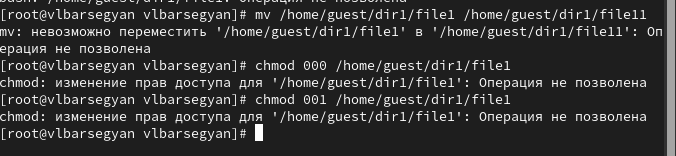 bash: /home/guest/dir1/file1: Операция не позволена
[root@vlbarsegyan vlbarsegyan]# mv /home/guest/dir1/file1 /home/guest/dir1/file11
mv: невозможно переместить '/home/guest/dir1/file1' в '/home/guest/dir1/file11': Оп
ерация не позволена
[root@vlbarsegyan vlbarsegyan]# chmod 000 /home/guest/dir1/file1
chmod: изменение прав доступа для '/home/guest/dir1/file1': Операция не позволена
[root@vlbarsegyan vlbarsegyan]# chmod 001 /home/guest/dir1/file1
chmod: изменение прав доступа для '/home/guest/dir1/file1': Операция не позволена
[root@vlbarsegyan vlbarsegyan]#